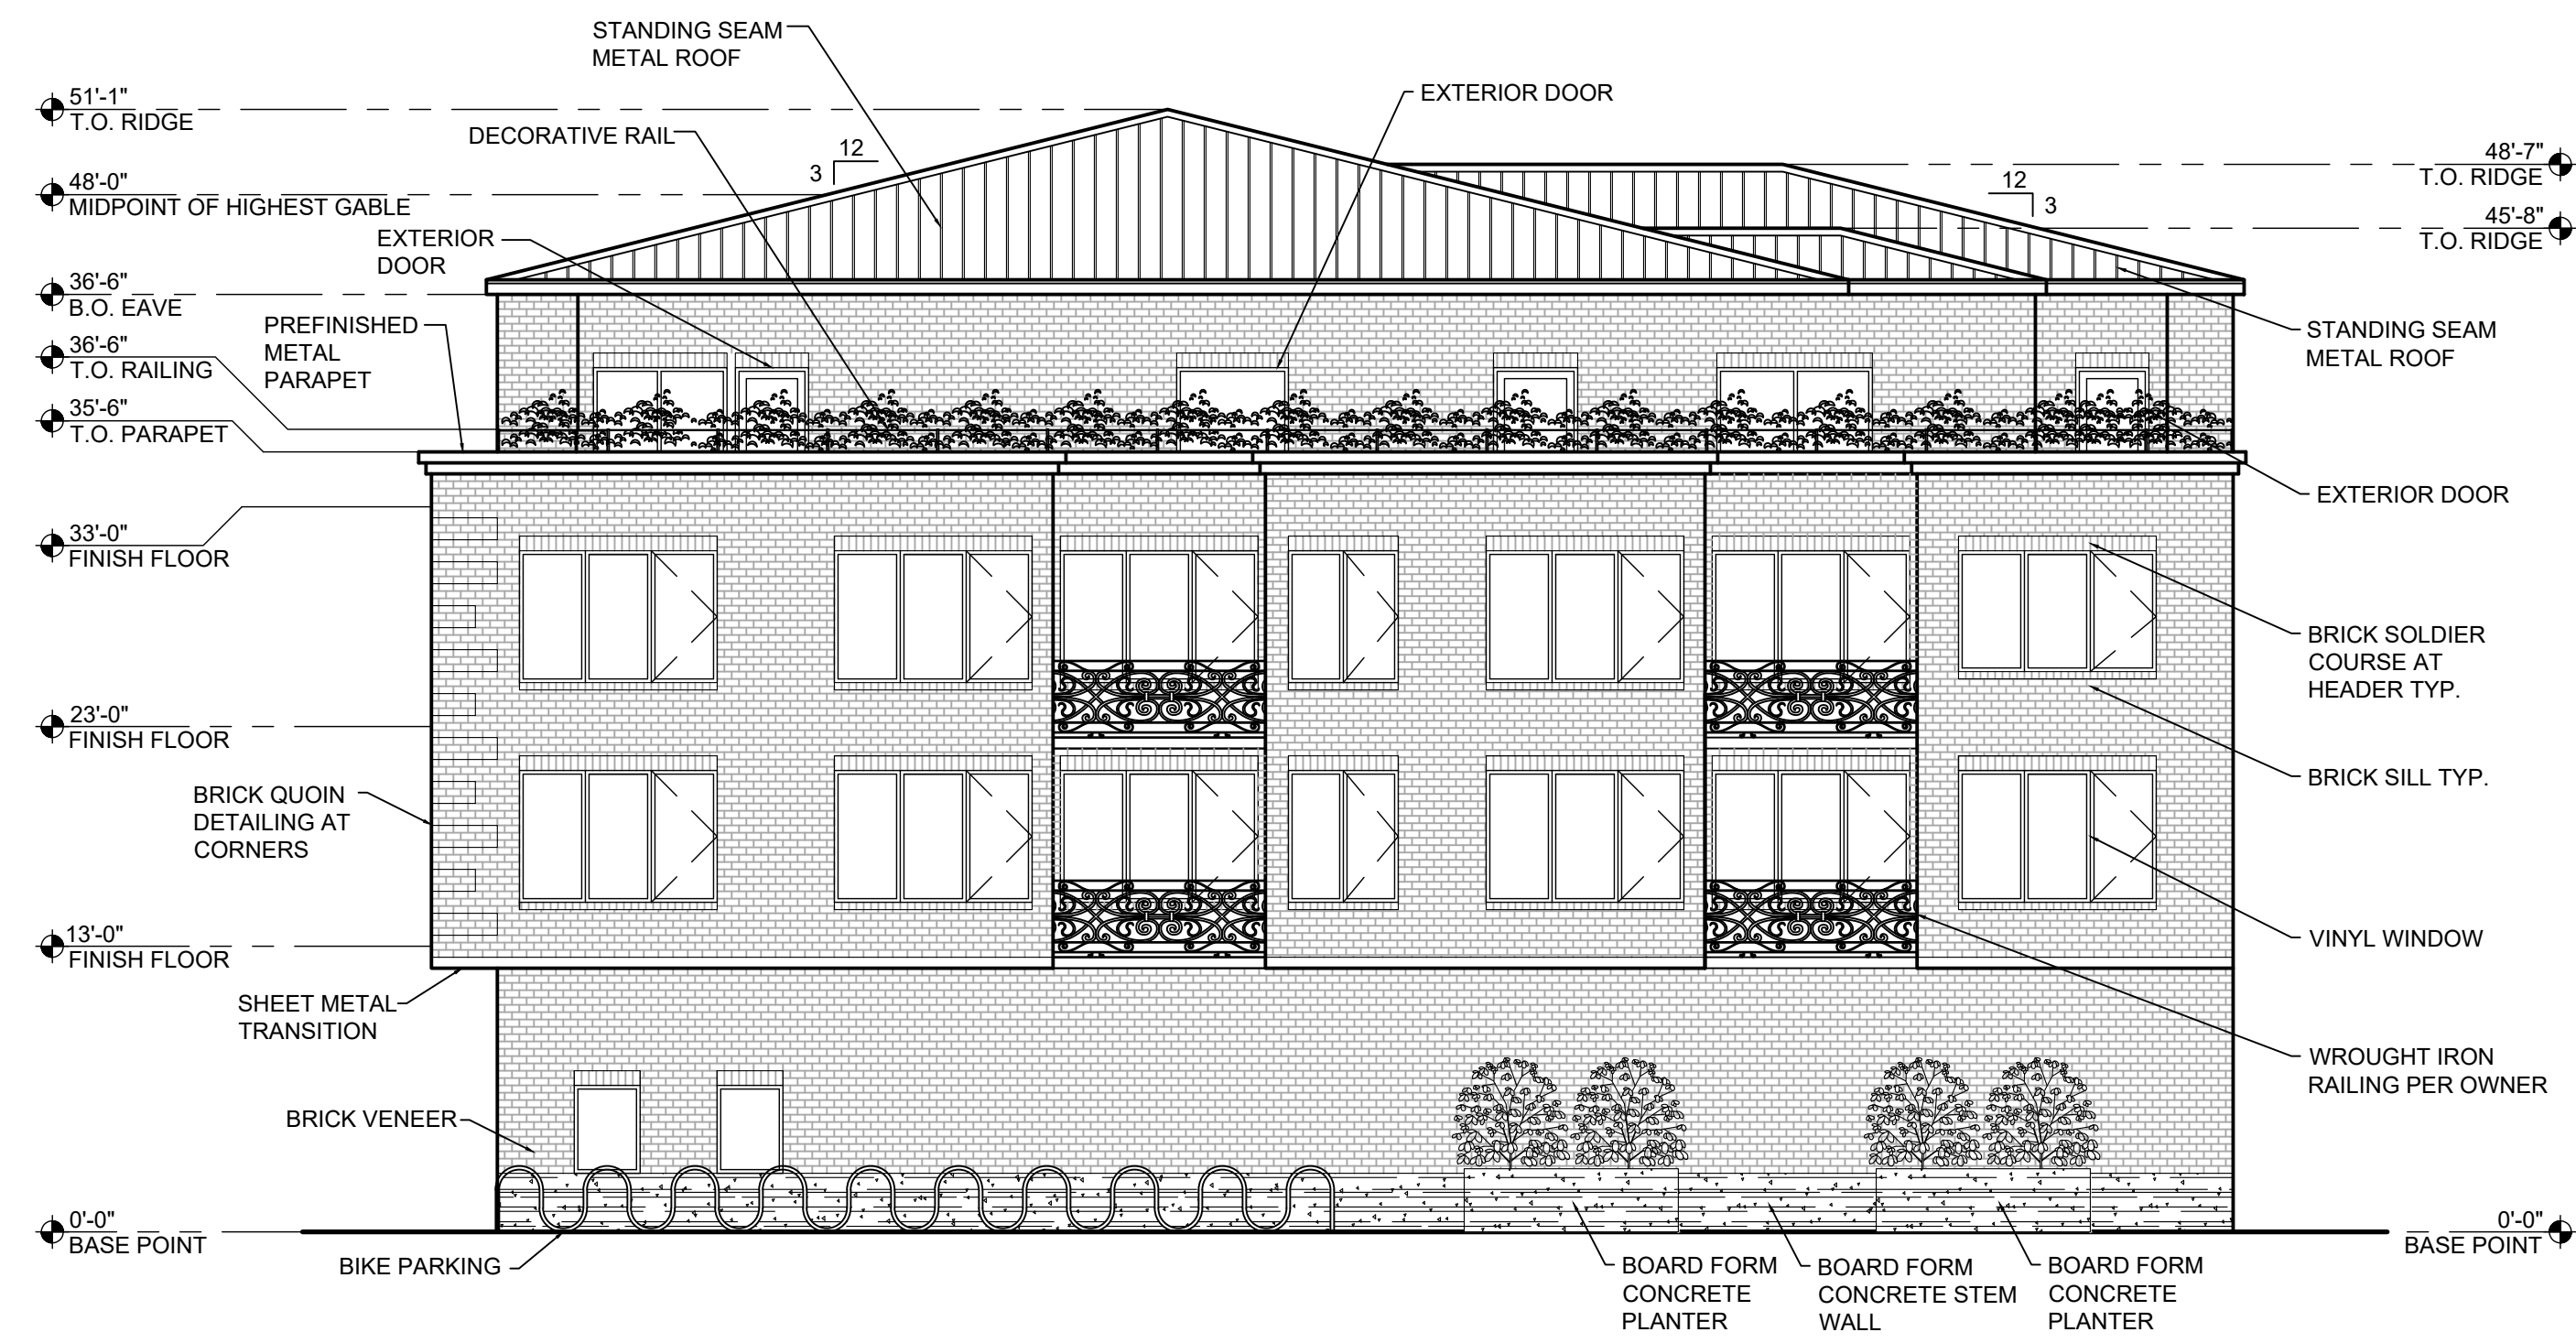 STANDING SEAM
METAL ROOF
EXTERIOR DOOR
51'-1"
T.O. RIDGE
DECORATIVE RAIL
12
3
48'-7"
T.O. RIDGE
48'-0"
MIDPOINT OF HIGHEST GABLE
12
3
45'-8"
T.O. RIDGE
EXTERIOR
DOOR
36'-6"
B.O. EAVE
PREFINISHED
METAL
PARAPET
STANDING SEAM
METAL ROOF
36'-6"
T.O. RAILING
35'-6"
T.O. PARAPET
EXTERIOR DOOR
33'-0"
FINISH FLOOR
BRICK SOLDIER
COURSE AT
HEADER TYP.
23'-0"
FINISH FLOOR
BRICK SILL TYP.
BRICK QUOIN
DETAILING AT
CORNERS
VINYL WINDOW
13'-0"
FINISH FLOOR
SHEET METAL
TRANSITION
WROUGHT IRON
RAILING PER OWNER
BRICK VENEER
0'-0"
BASE POINT
0'-0"
BASE POINT
BIKE PARKING
BOARD FORM
CONCRETE
PLANTER
BOARD FORM
CONCRETE STEM
WALL
BOARD FORM
CONCRETE
PLANTER